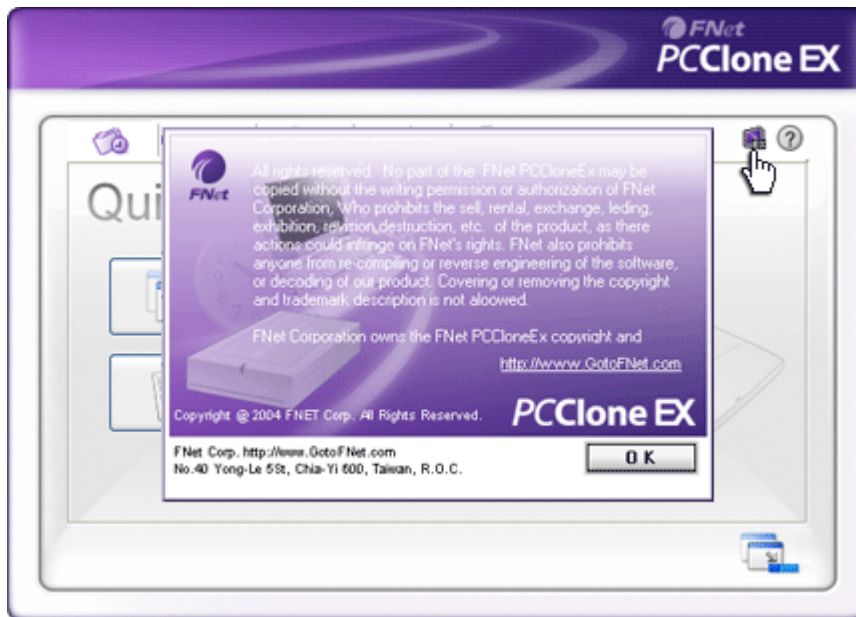 FNet
PCClone EX
Qui
FNet
All rights reserved. No part of the FNet PCCloneEx may be
copied without the writing permission or authorization of FNet
Corporation, Who prohibits the sell, rental, exchange, leding,
exhibition, revision,destruction, etc. of the product, as there
actions could infringe on FNet's rights. FNet also prohibits
anyone from re-compiling or reverse engineering of the software,
or decoding of our product. Covering or removing the copyright
and trademark description is not aloowed.
FNet Corporation owns the FNet PCCloneEx copyright and
http://www.GotoFNet.com
Copyright @ 2004 FNET Corp. All Rights Reserved.
PCClone EX
FNet Corp. http://www.GotoFNet.com
No.40 Yong-Le 5St, Chia-Yi 600, Taiwan, R.O.C.
OK